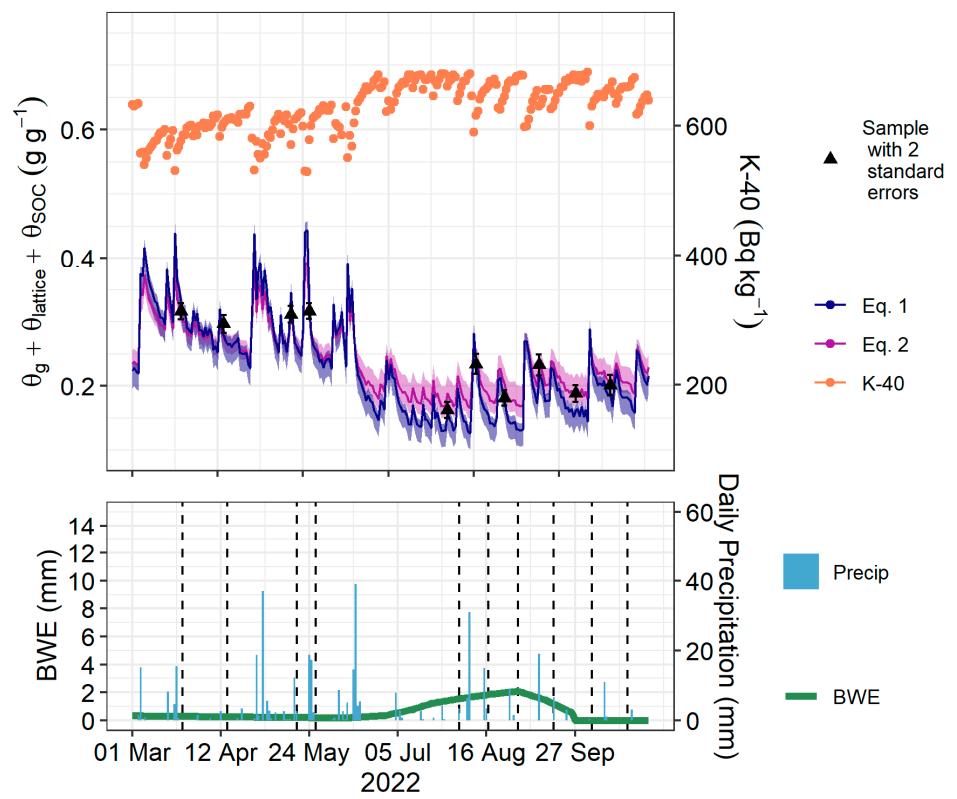 θg + θlattice + θSOC (g g⁻¹)
0.6
0.4
0.2
600
400
200
K-40 (Bq kg⁻¹)
Sample
with 2
standard
errors
Eq. 1
Eq. 2
K-40
BWE (mm)
14
12
10
8
6
4
2
0
60
40
20
0
Daily Precipitation (mm)
Precip
BWE
01 Mar 12 Apr 24 May 05 Jul 16 Aug 27 Sep
2022